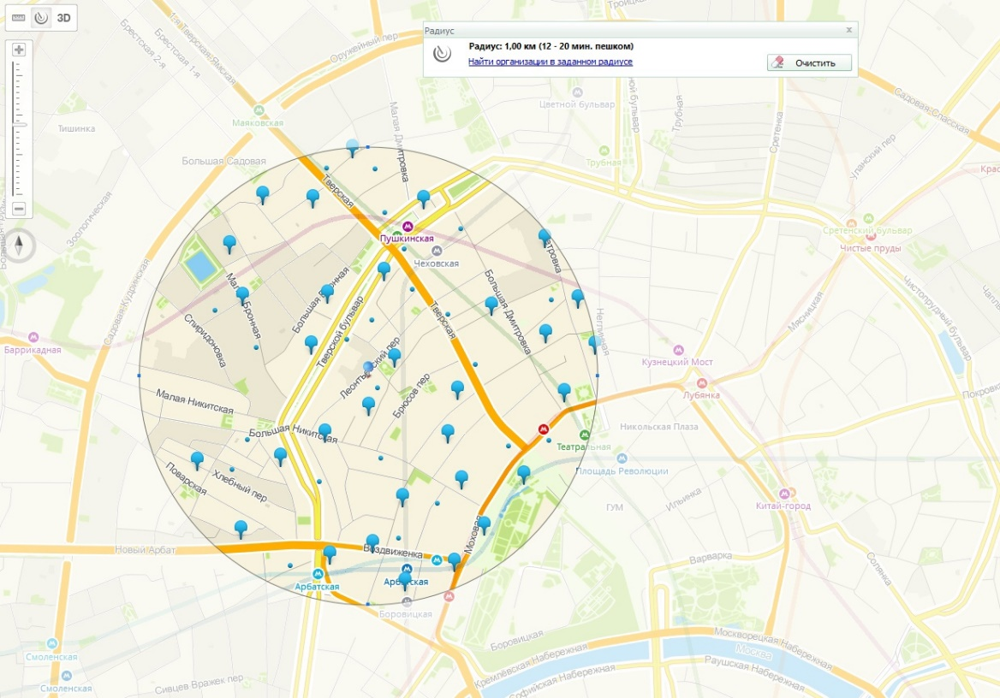 3D
Радиус
x
Радиус: 1,00 км (12 - 20 мин. пешком)
Найти организации в заданном радиусе
Очистить
1-я Тверская-Ямская
Брестская 2-я
Брестская 1-я
Оружейный пер
Троицкая
Цветной бульвар
Трубная
Сретенка
Садовая-Спасская
Уланский пер
Маяковская
Тишинка
Большая Садовая
Малая Дмитровка
Трубная
Зоологическая
Садовая-Кудринская
Тверская
Пушкинская
Чеховская
Сретенский бульвар
Чистые пруды
Чистопрудный бульвар
Мясницкая
Большая Бронная
Тверской бульвар
Тверская
Большая Дмитровка
Неглинная
Спиридоновка
Баррикадная
Леонтьевский пер
Брюсов пер
Кузнецкий Мост
Лубянка
Покровка
Малая Никитская
Большая Никитская
Никольская Плаза
Театральная
Площадь Революции
Поварская
Хлебный пер
ГУМ
Ильинка
Китай-город
Новый Арбат
Воздвиженка
Моховая
Варварка
Солянка
Арбатская
Арбатская
Боровицкая
Боровицкая
Москворецкая Набережная
Москва
Раушская Набережная
Кремлёвская Набережная
Софийская Набережная
Смоленская
Смоленская
Сивцев Вражек пер